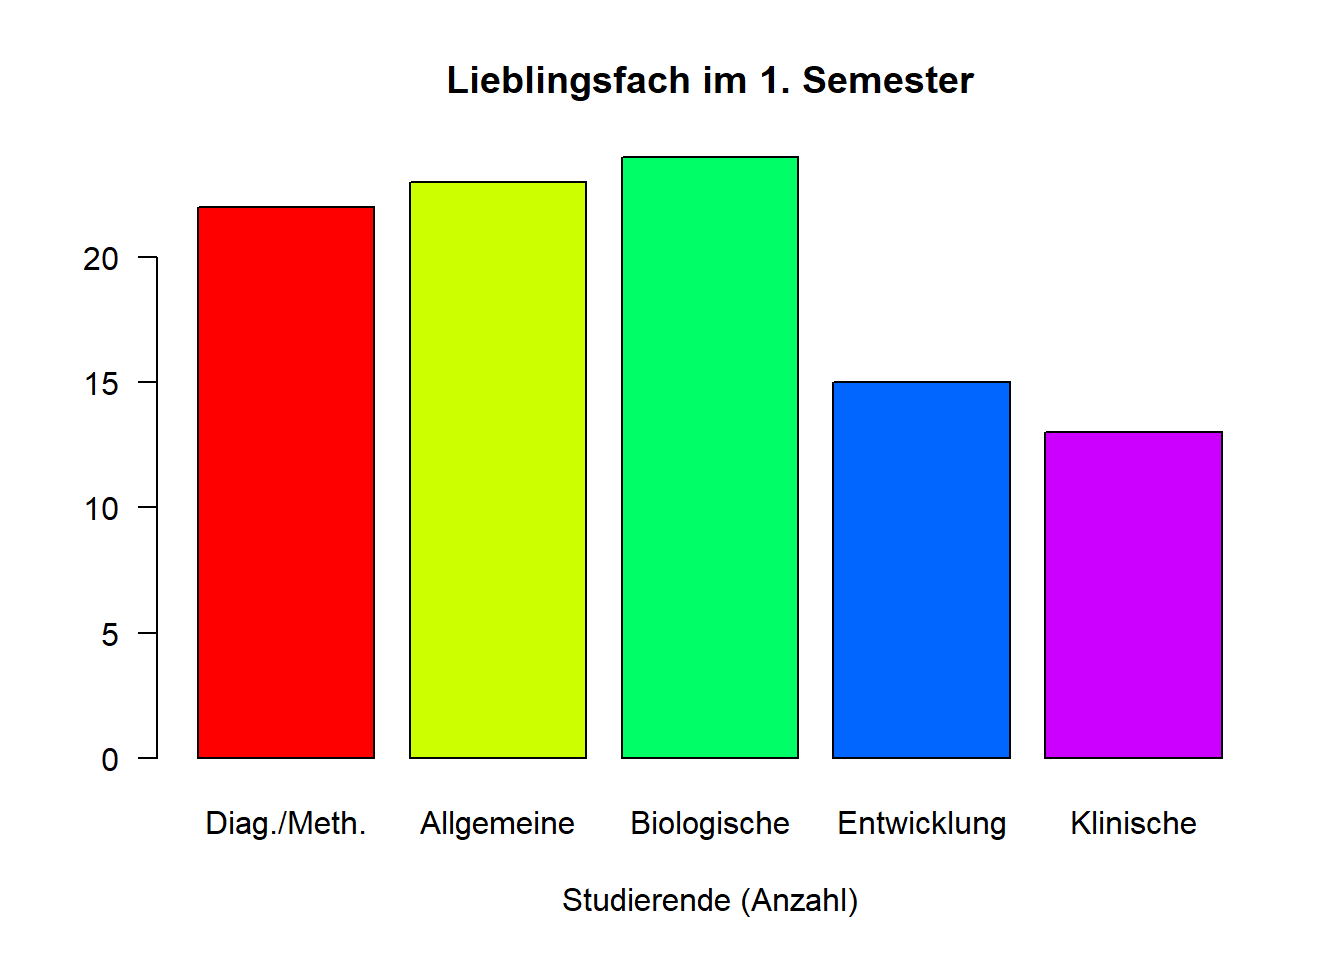 Lieblingsfach im 1. Semester
20
15
10
5
0
Diag./Meth. Allgemeine Biologische Entwicklung Klinische
Studierende (Anzahl)